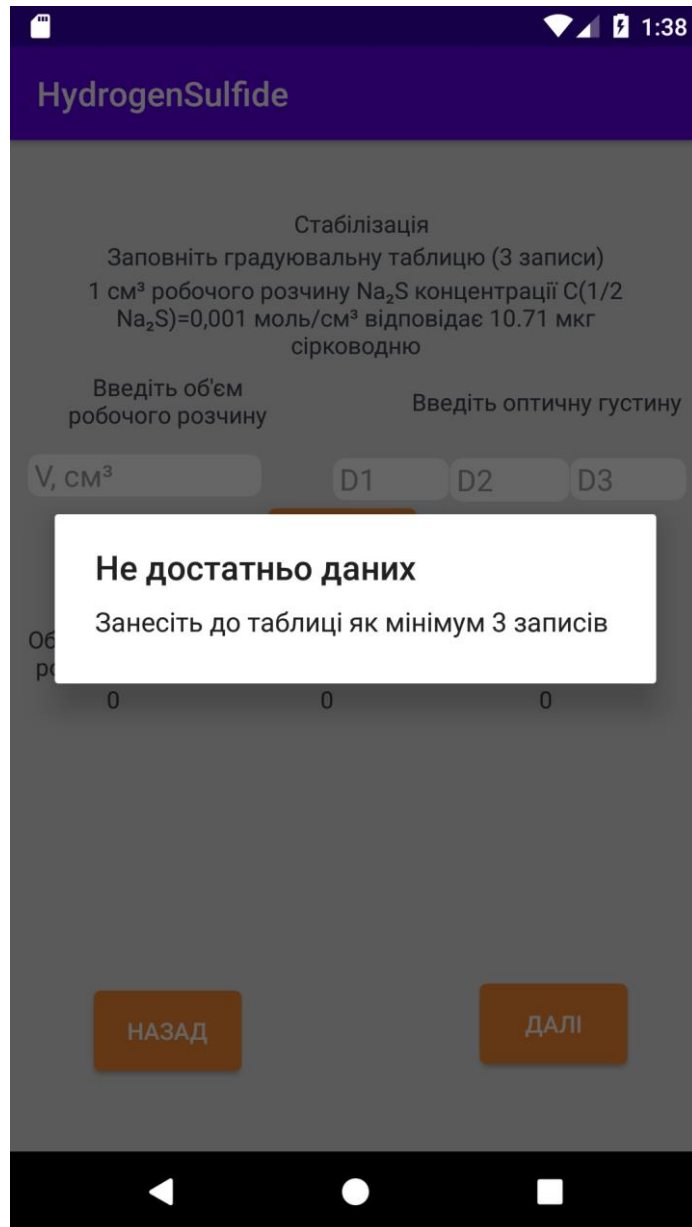 1:38
HydrogenSulfide
Стабілізація
Заповніть градуювальну таблицю (3 записи)
1 см³ робочого розчину Na₂S концентрації C(1/2
Na₂S)=0,001 моль/см³ відповідає 10.71 мкг
сірководню
Введіть об'єм
робочого розчину
Введіть оптичну густину
V, см³
D1
D2
D3
Не достатньо даних
Занесіть до таблиці як мінімум 3 записів
0
0
0
НАЗАД
ДАЛІ